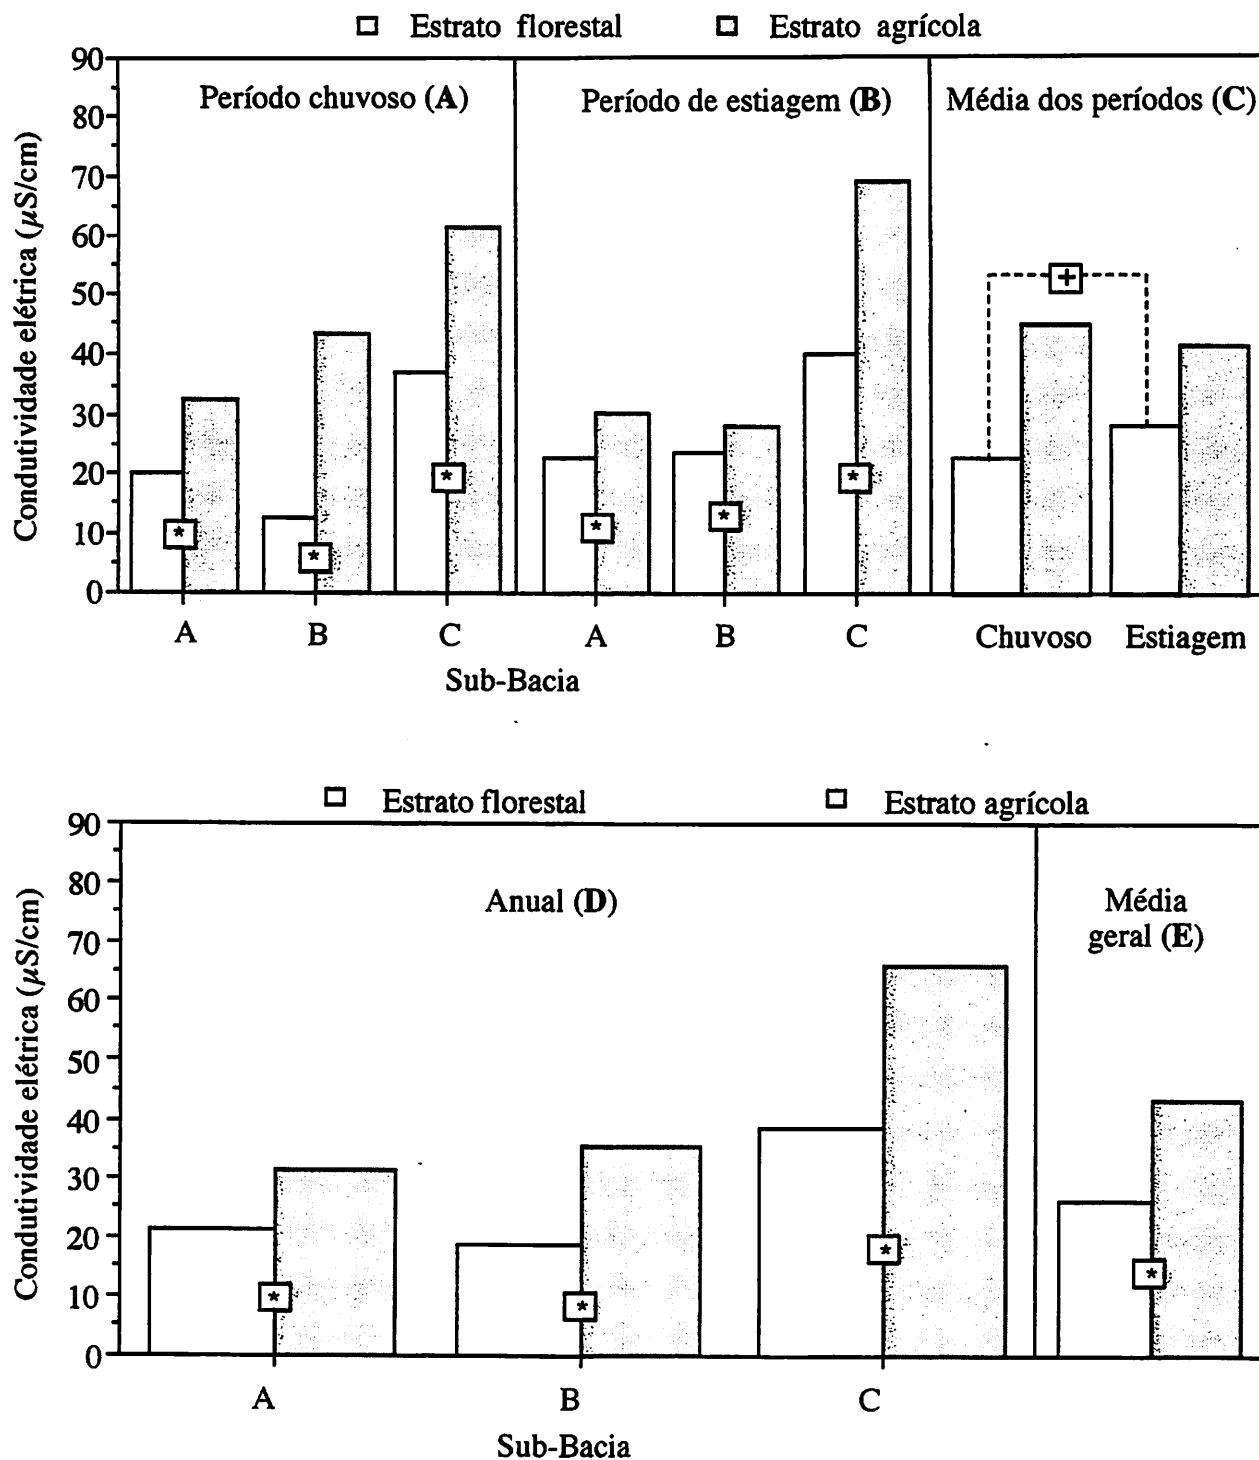 Estrato florestal Estrato agrícola
90
80
70
60
50
40
30
20
10
0
Condutividade elétrica (µS/cm)
Período chuvoso (A) Período de estiagem (B) Média dos períodos (C)
+
* * * * * *
A B C A B C Chuvoso Estiagem
Sub-Bacia
Estrato florestal Estrato agrícola
90
80
70
60
50
40
30
20
10
0
Condutividade elétrica (µS/cm)
Anual (D)
Média
geral (E)
* * * *
A B C
Sub-Bacia